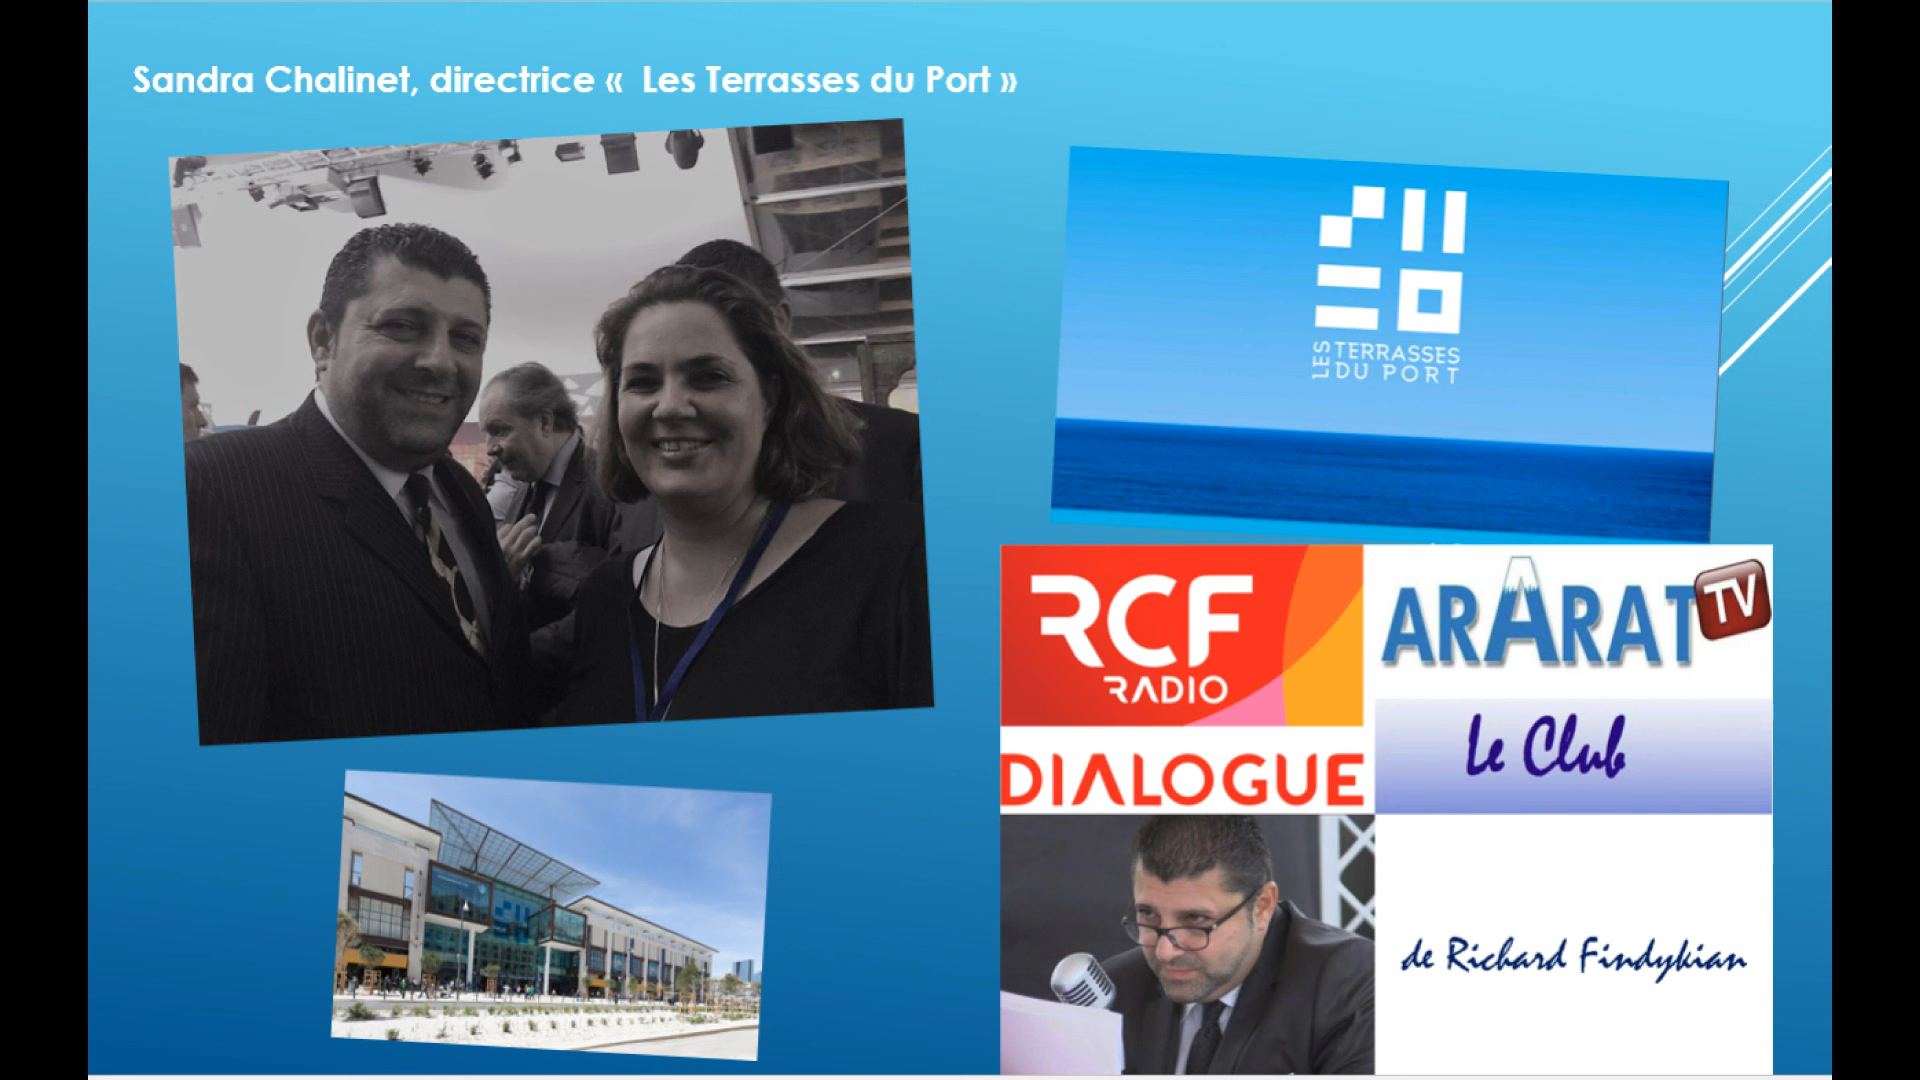 Sandra Chalinet, directrice «  Les Terrasses du Port »
LES TERRASSES
DU PORT
RCF
RADIO
DIALOGUE
ARARAT TV
Le Club
de Richard Findykian